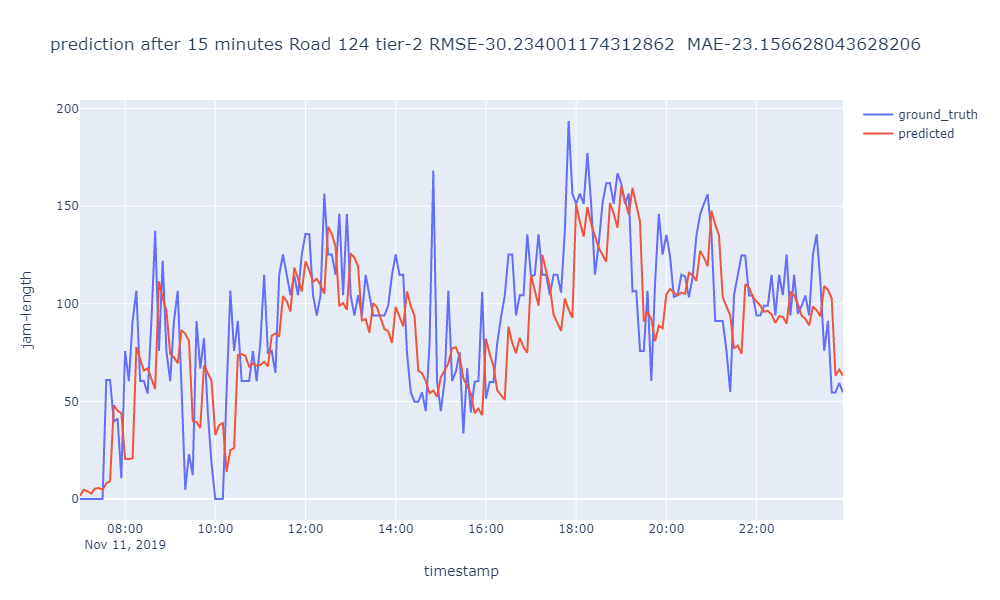 prediction after 15 minutes Road 124 tier-2 RMSE-30.234001174312862  MAE-23.156628043628206
ground_truth
predicted
200
150
100
50
0
jam-length
08:00 10:00 12:00 14:00 16:00 18:00 20:00 22:00
Nov 11, 2019
timestamp